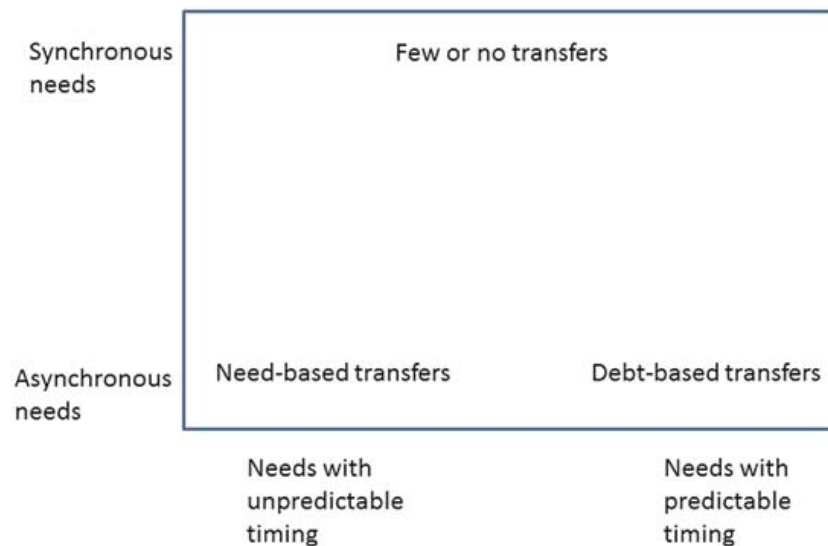 Synchronous
needs
Few or no transfers
Asynchronous
needs
Need-based transfers
Debt-based transfers
Needs with
unpredictable
timing
Needs with
predictable
timing